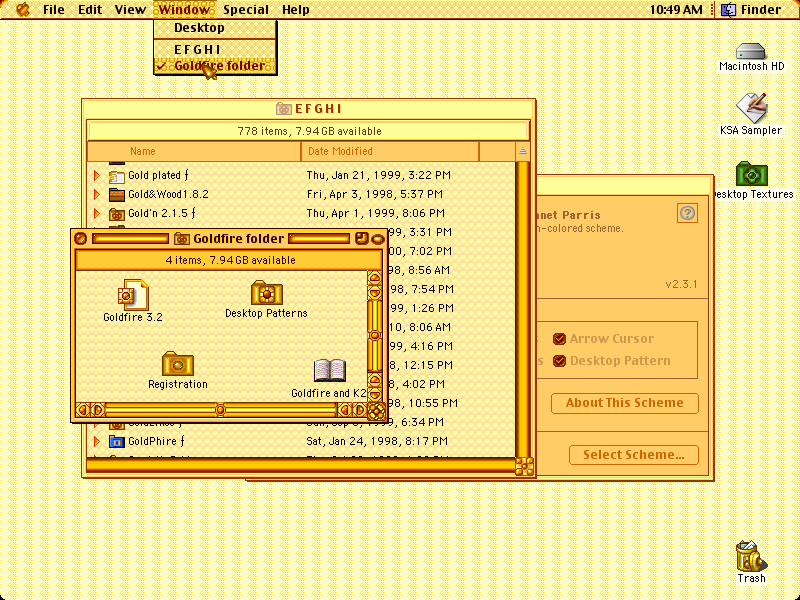 File Edit View Window Special Help 10:49 AM Finder
Desktop
E F G H I
✓ Goldfire folder
Macintosh HD
KSA Sampler
esktop Textures
Trash
E F G H I
778 items, 7.94 GB available
Name Date Modified
Gold plated ƒ Thu, Jan 21, 1999, 3:22 PM
Gold&Wood1.8.2 Fri, Apr 3, 1998, 5:37 PM
Gold'n 2.1.5 ƒ Thu, Apr 1, 1999, 8:06 PM
99, 3:31 PM
00, 7:02 PM
98, 8:56 AM
98, 7:54 PM
99, 1:26 PM
10, 8:06 AM
99, 4:16 PM
98, 12:15 PM
98, 4:02 PM
98, 10:55 PM
1999, 6:34 PM
GoldPhire ƒ Sat, Jan 24, 1998, 8:17 PM
Goldfire folder
4 items, 7.94 GB available
Goldfire 3.2
Desktop Patterns
Registration
Goldfire and K2
net Parris
-colored scheme.
v2.3.1
Arrow Cursor
s Desktop Pattern
About This Scheme
Select Scheme...